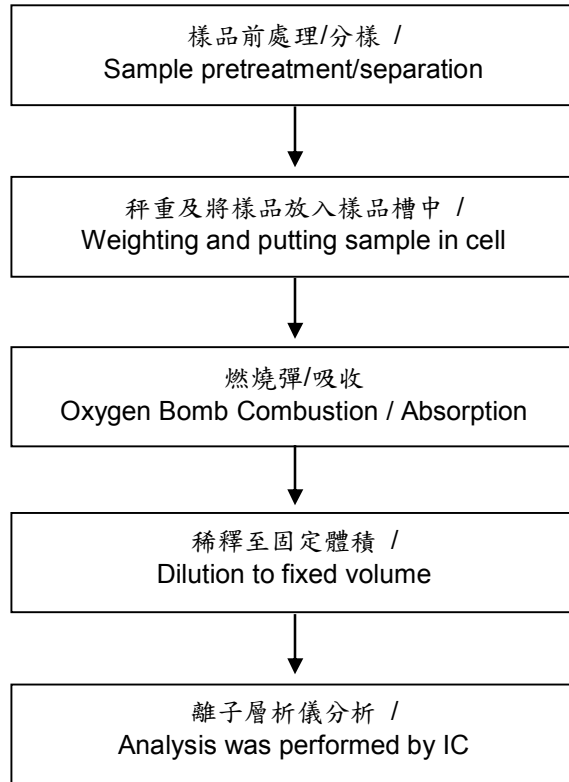 樣品前處理/分樣 /
Sample pretreatment/separation
秤重及將樣品放入樣品槽中 /
Weighting and putting sample in cell
燃燒彈/吸收
Oxygen Bomb Combustion / Absorption
稀釋至固定體積 /
Dilution to fixed volume
離子層析儀分析 /
Analysis was performed by IC